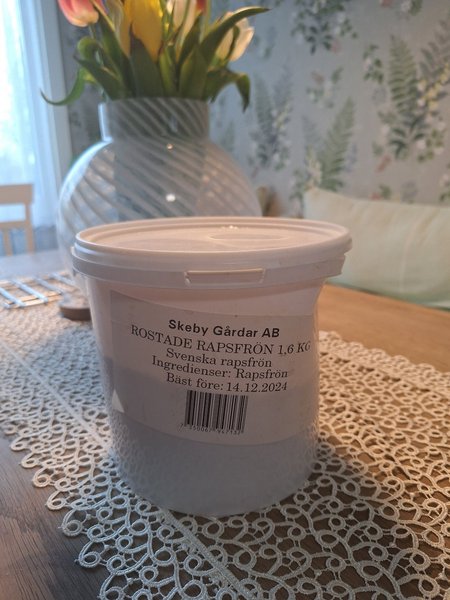 Skeby Gårdar AB
ROSTADE RAPSFRÖN 1,6 KG
Svenska rapsfrön
Ingredienser: Rapsfrön
Bäst före: 14.12.2024